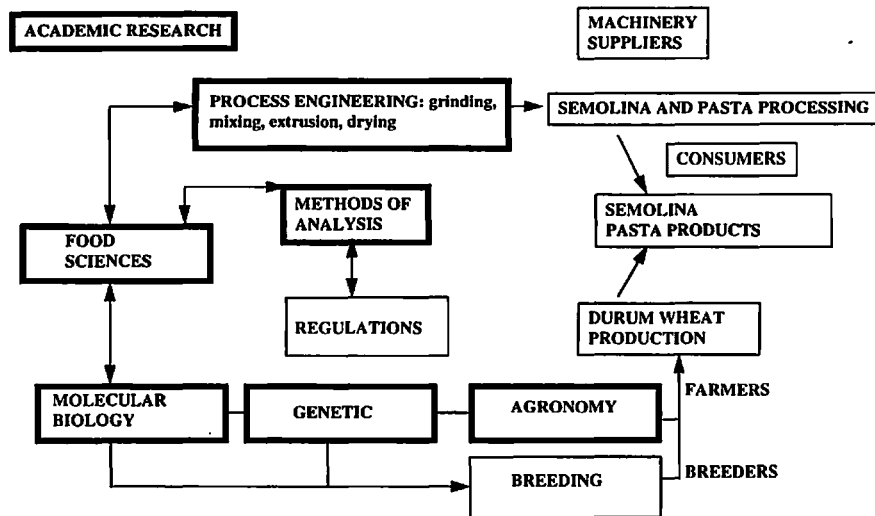 ACADEMIC RESEARCH
MACHINERY
SUPPLIERS
PROCESS ENGINEERING: grinding,
mixing, extrusion, drying
SEMOLINA AND PASTA PROCESSING
CONSUMERS
METHODS OF
ANALYSIS
SEMOLINA
PASTA PRODUCTS
FOOD
SCIENCES
REGULATIONS
DURUM WHEAT
PRODUCTION
MOLECULAR
BIOLOGY
GENETIC
AGRONOMY
FARMERS
BREEDING
BREEDERS